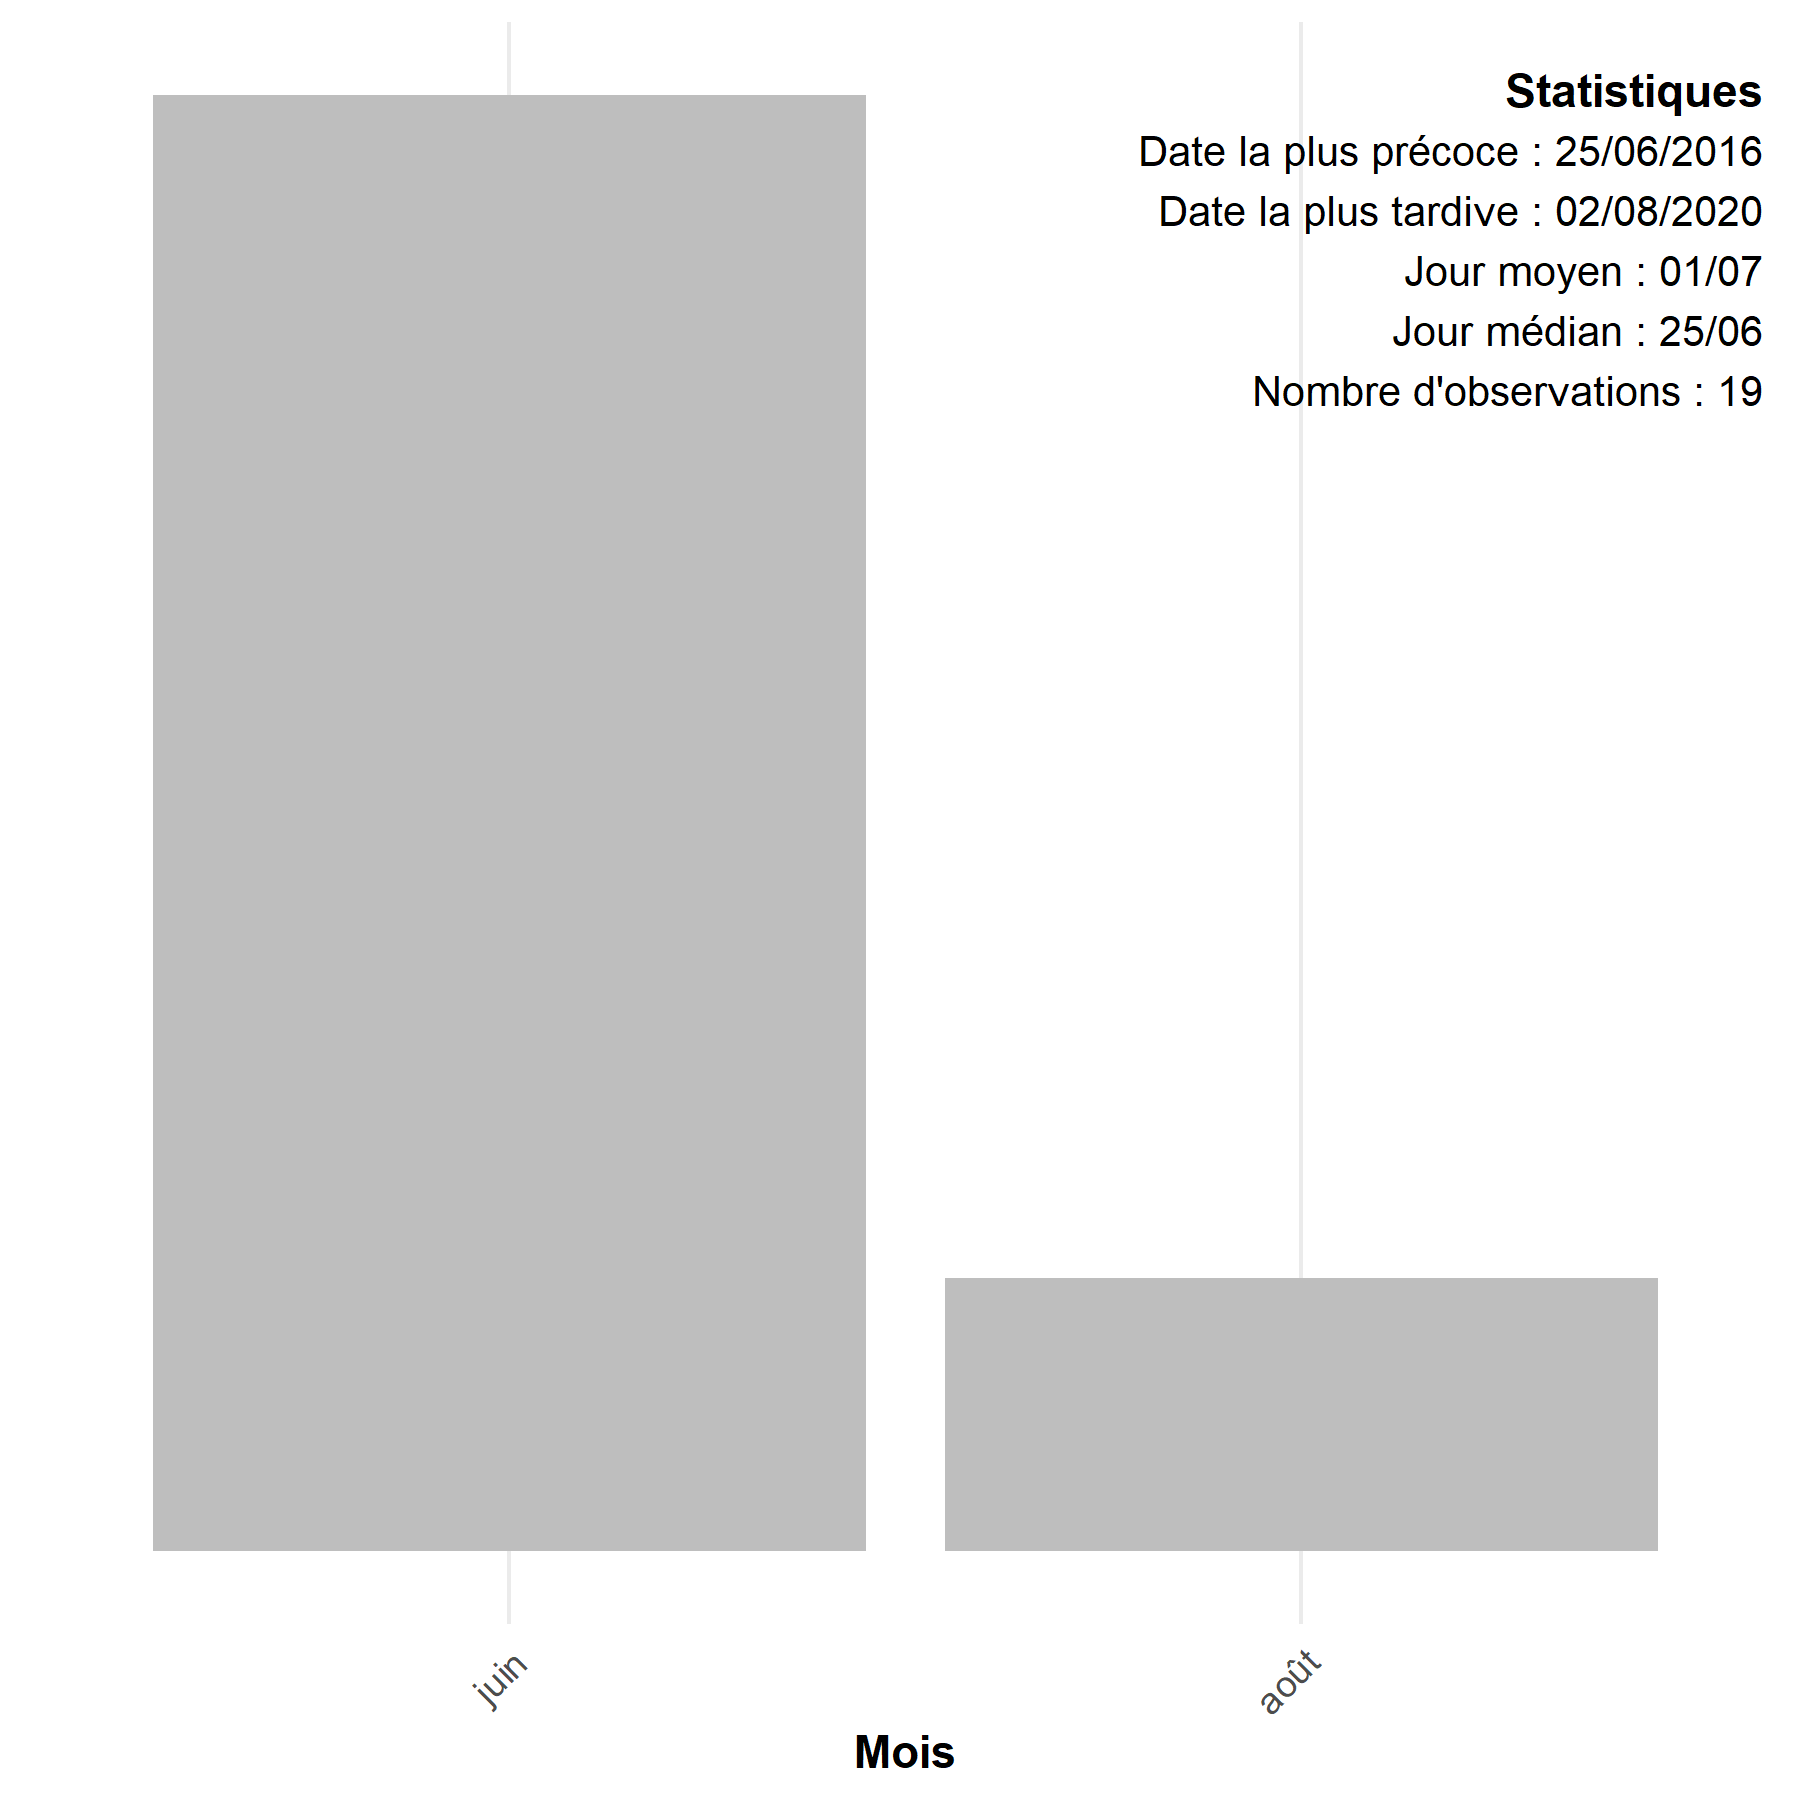 Statistiques
Date la plus précoce : 25/06/2016
Date la plus tardive : 02/08/2020
Jour moyen : 01/07
Jour médian : 25/06
Nombre d'observations : 19
juin
août
Mois